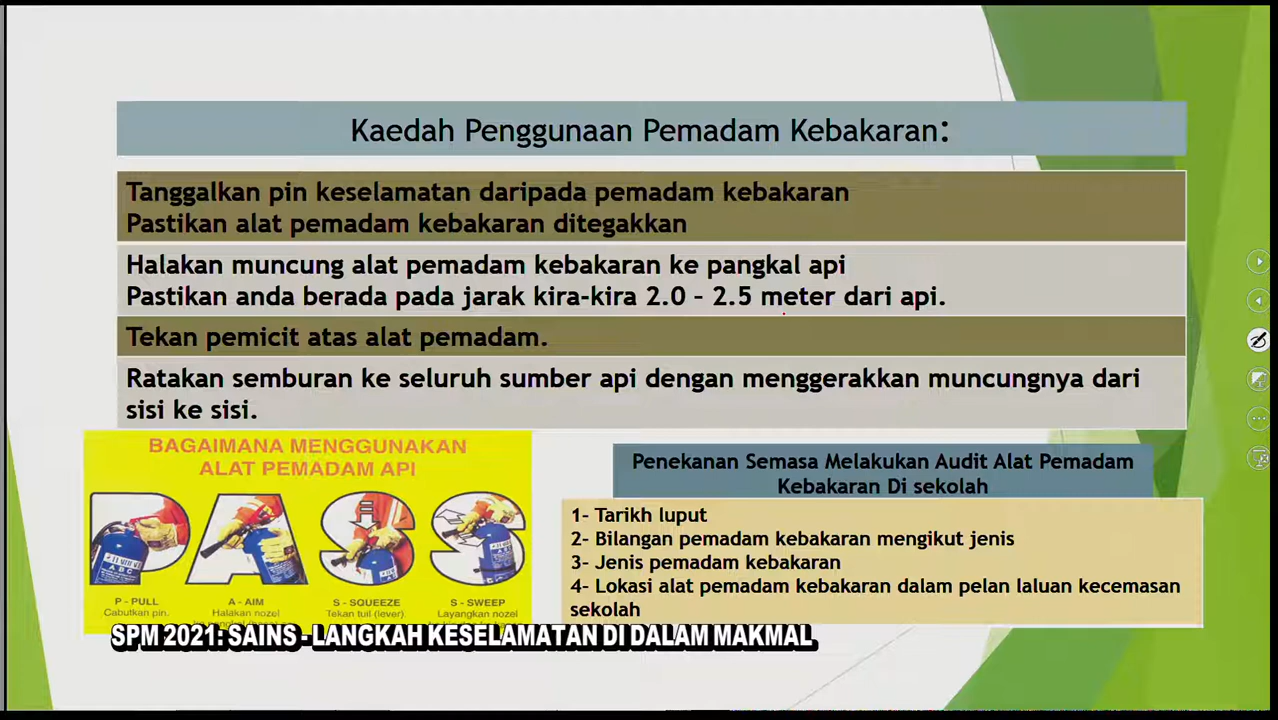 Kaedah Penggunaan Pemadam Kebakaran:
Tanggalkan pin keselamatan daripada pemadam kebakaran
Pastikan alat pemadam kebakaran ditegakkan
Halakan muncung alat pemadam kebakaran ke pangkal api
Pastikan anda berada pada jarak kira-kira 2.0 – 2.5 meter dari api.
Tekan pemicit atas alat pemadam.
Ratakan semburan ke seluruh sumber api dengan menggerakkan muncungnya dari
sisi ke sisi.
BAGAIMANA MENGGUNAKAN
ALAT PEMADAM API
PASS
P - PULL
Cabutkan pin.
A - AIM
Halakan nozel
S - SQUEEZE
Tekan tuil (lever)
S - SWEEP
Layangkan nozel
Penekanan Semasa Melakukan Audit Alat Pemadam
Kebakaran Di sekolah
1- Tarikh luput
2- Bilangan pemadam kebakaran mengikut jenis
3- Jenis pemadam kebakaran
4- Lokasi alat pemadam kebakaran dalam pelan laluan kecemasan
sekolah
SPM 2021: SAINS - LANGKAH KESELAMATAN DI DALAM MAKMAL